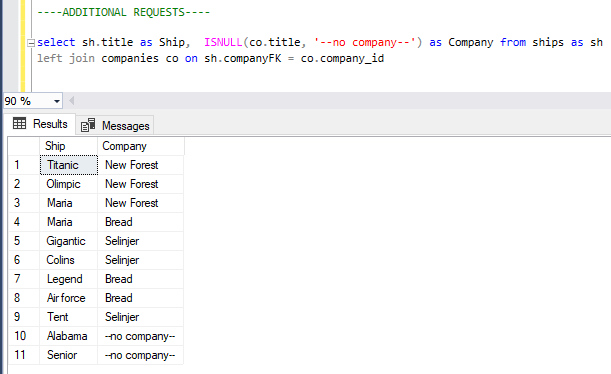 ----ADDITIONAL REQUESTS----
select sh.title as Ship,  ISNULL(co.title, '--no company--') as Company from ships as sh
left join companies co on sh.companyFK = co.company_id
90 %
Results Messages
Ship Company
1 Titanic New Forest
2 Olimpic New Forest
3 Maria New Forest
4 Maria Bread
5 Gigantic Selinjer
6 Colins Selinjer
7 Legend Bread
8 Air force Bread
9 Tent Selinjer
10 Alabama --no company--
11 Senior --no company--